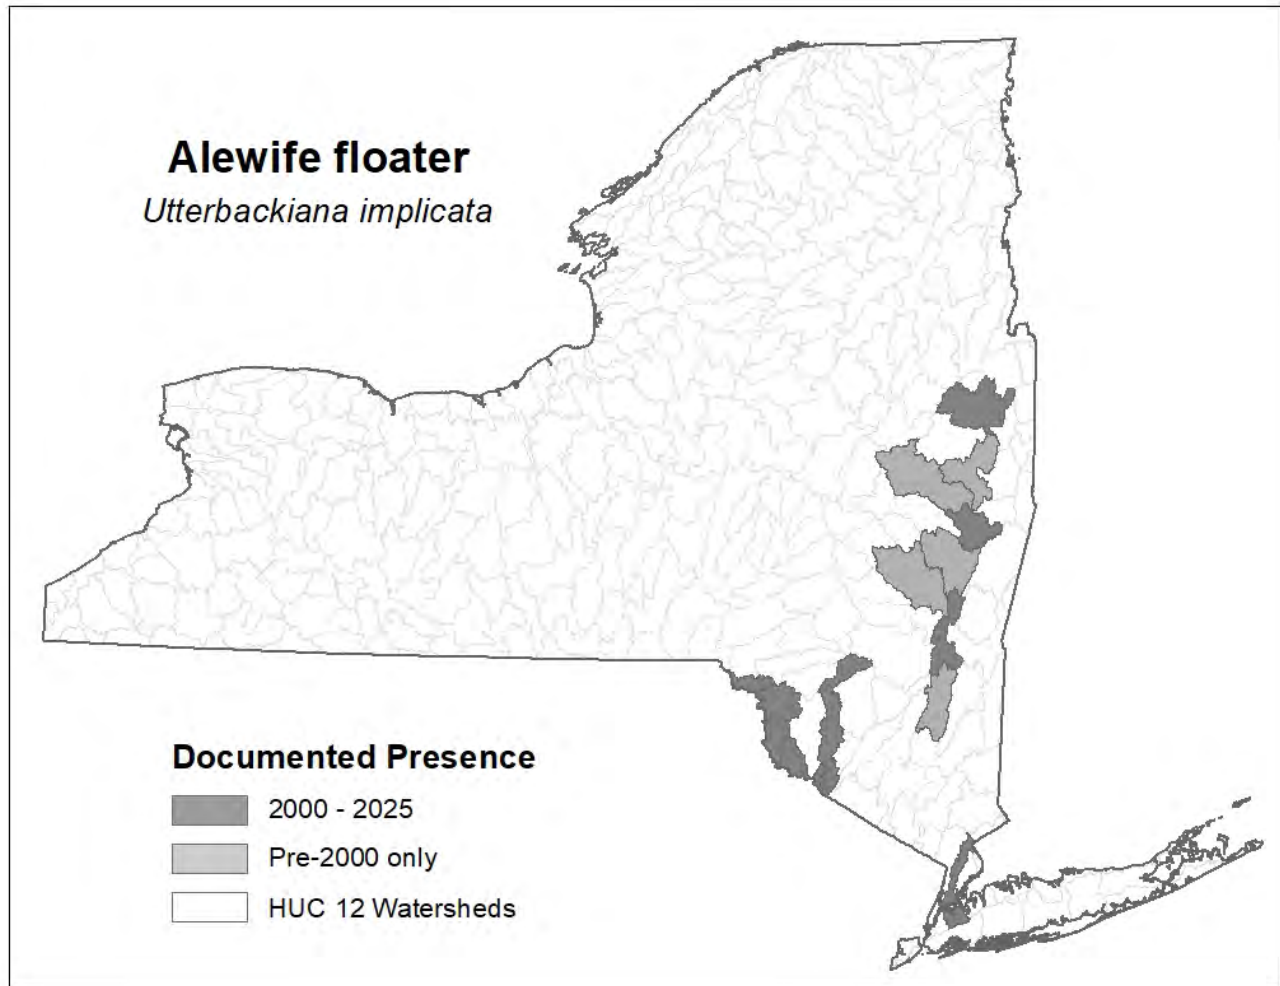 Alewife floater
Utterbackiana implicata
Documented Presence
2000 - 2025
Pre-2000 only
HUC 12 Watersheds